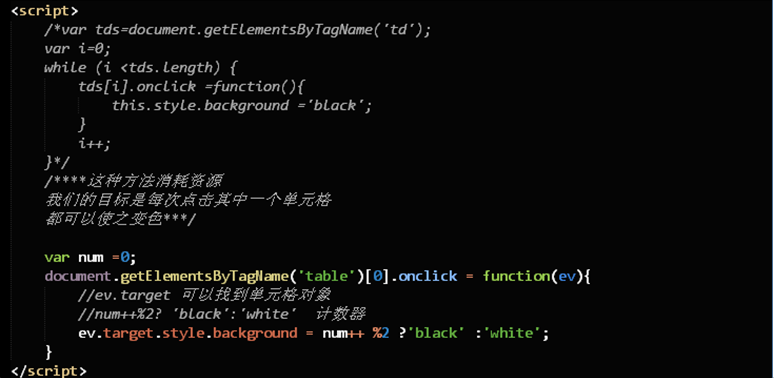 <script>
/*var tds=document.getElementsByTagName('td');
var i=0;
while (i <tds.length) {
tds[i].onclick =function(){
this.style.background ='black';
}
i++;
}*/
/****这种方法消耗资源
我们的目标是每次点击其中一个单元格
都可以使之变色***/
var num =0;
document.getElementsByTagName('table')[0].onclick = function(ev){
//ev.target 可以找到单元格对象
//num++%2? 'black':'white' 计数器
ev.target.style.background = num++ %2 ?'black' :'white';
}
</script>